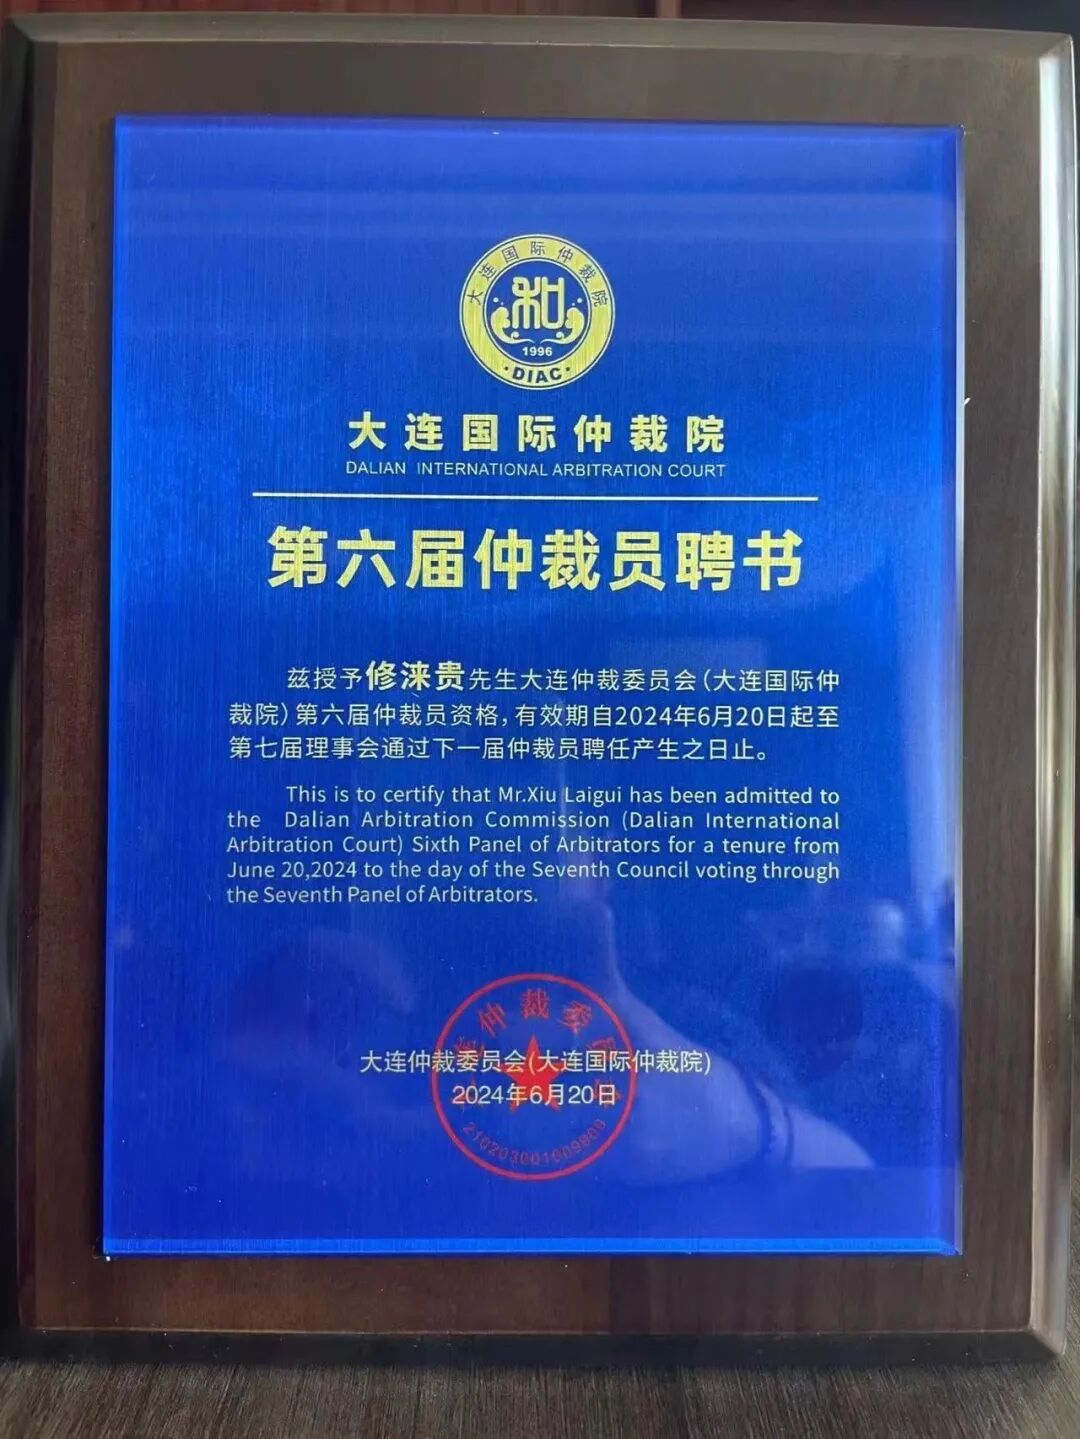 大连国际仲裁院
和
1996
·DIAC·
大连国际仲裁院
DALIAN INTERNATIONAL ARBITRATION COURT
第六届仲裁员聘书
兹授予修涞贵先生大连仲裁委员会(大连国际仲
裁院)第六届仲裁员资格,有效期自2024年6月20日起至
第七届理事会通过下一届仲裁员聘任产生之日止。
This is to certify that Mr.Xiu Laigui has been admitted to
the Dalian Arbitration Commission (Dalian International
Arbitration Court) Sixth Panel of Arbitrators for a tenure from
June 20,2024 to the day of the Seventh Council voting through
the Seventh Panel of Arbitrators.
仲裁委
大连仲裁委员会(大连国际仲裁院)
2024年6月20日